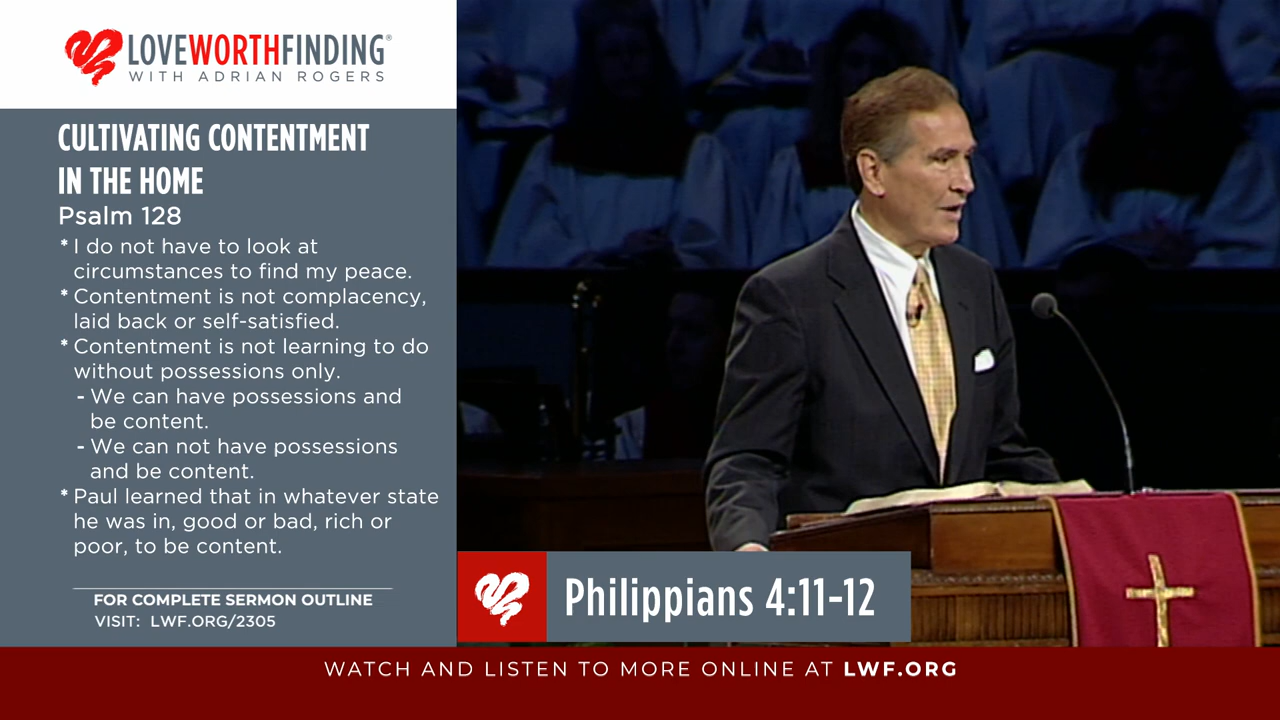 LOVEWORTHFINDING®
WITH ADRIAN ROGERS
CULTIVATING CONTENTMENT
IN THE HOME
Psalm 128
* I do not have to look at
circumstances to find my peace.
* Contentment is not complacency,
laid back or self-satisfied.
* Contentment is not learning to do
without possessions only.
- We can have possessions and
be content.
- We can not have possessions
and be content.
* Paul learned that in whatever state
he was in, good or bad, rich or
poor, to be content.
FOR COMPLETE SERMON OUTLINE
VISIT: LWF.ORG/2305
Philippians 4:11-12
WATCH AND LISTEN TO MORE ONLINE AT LWF.ORG